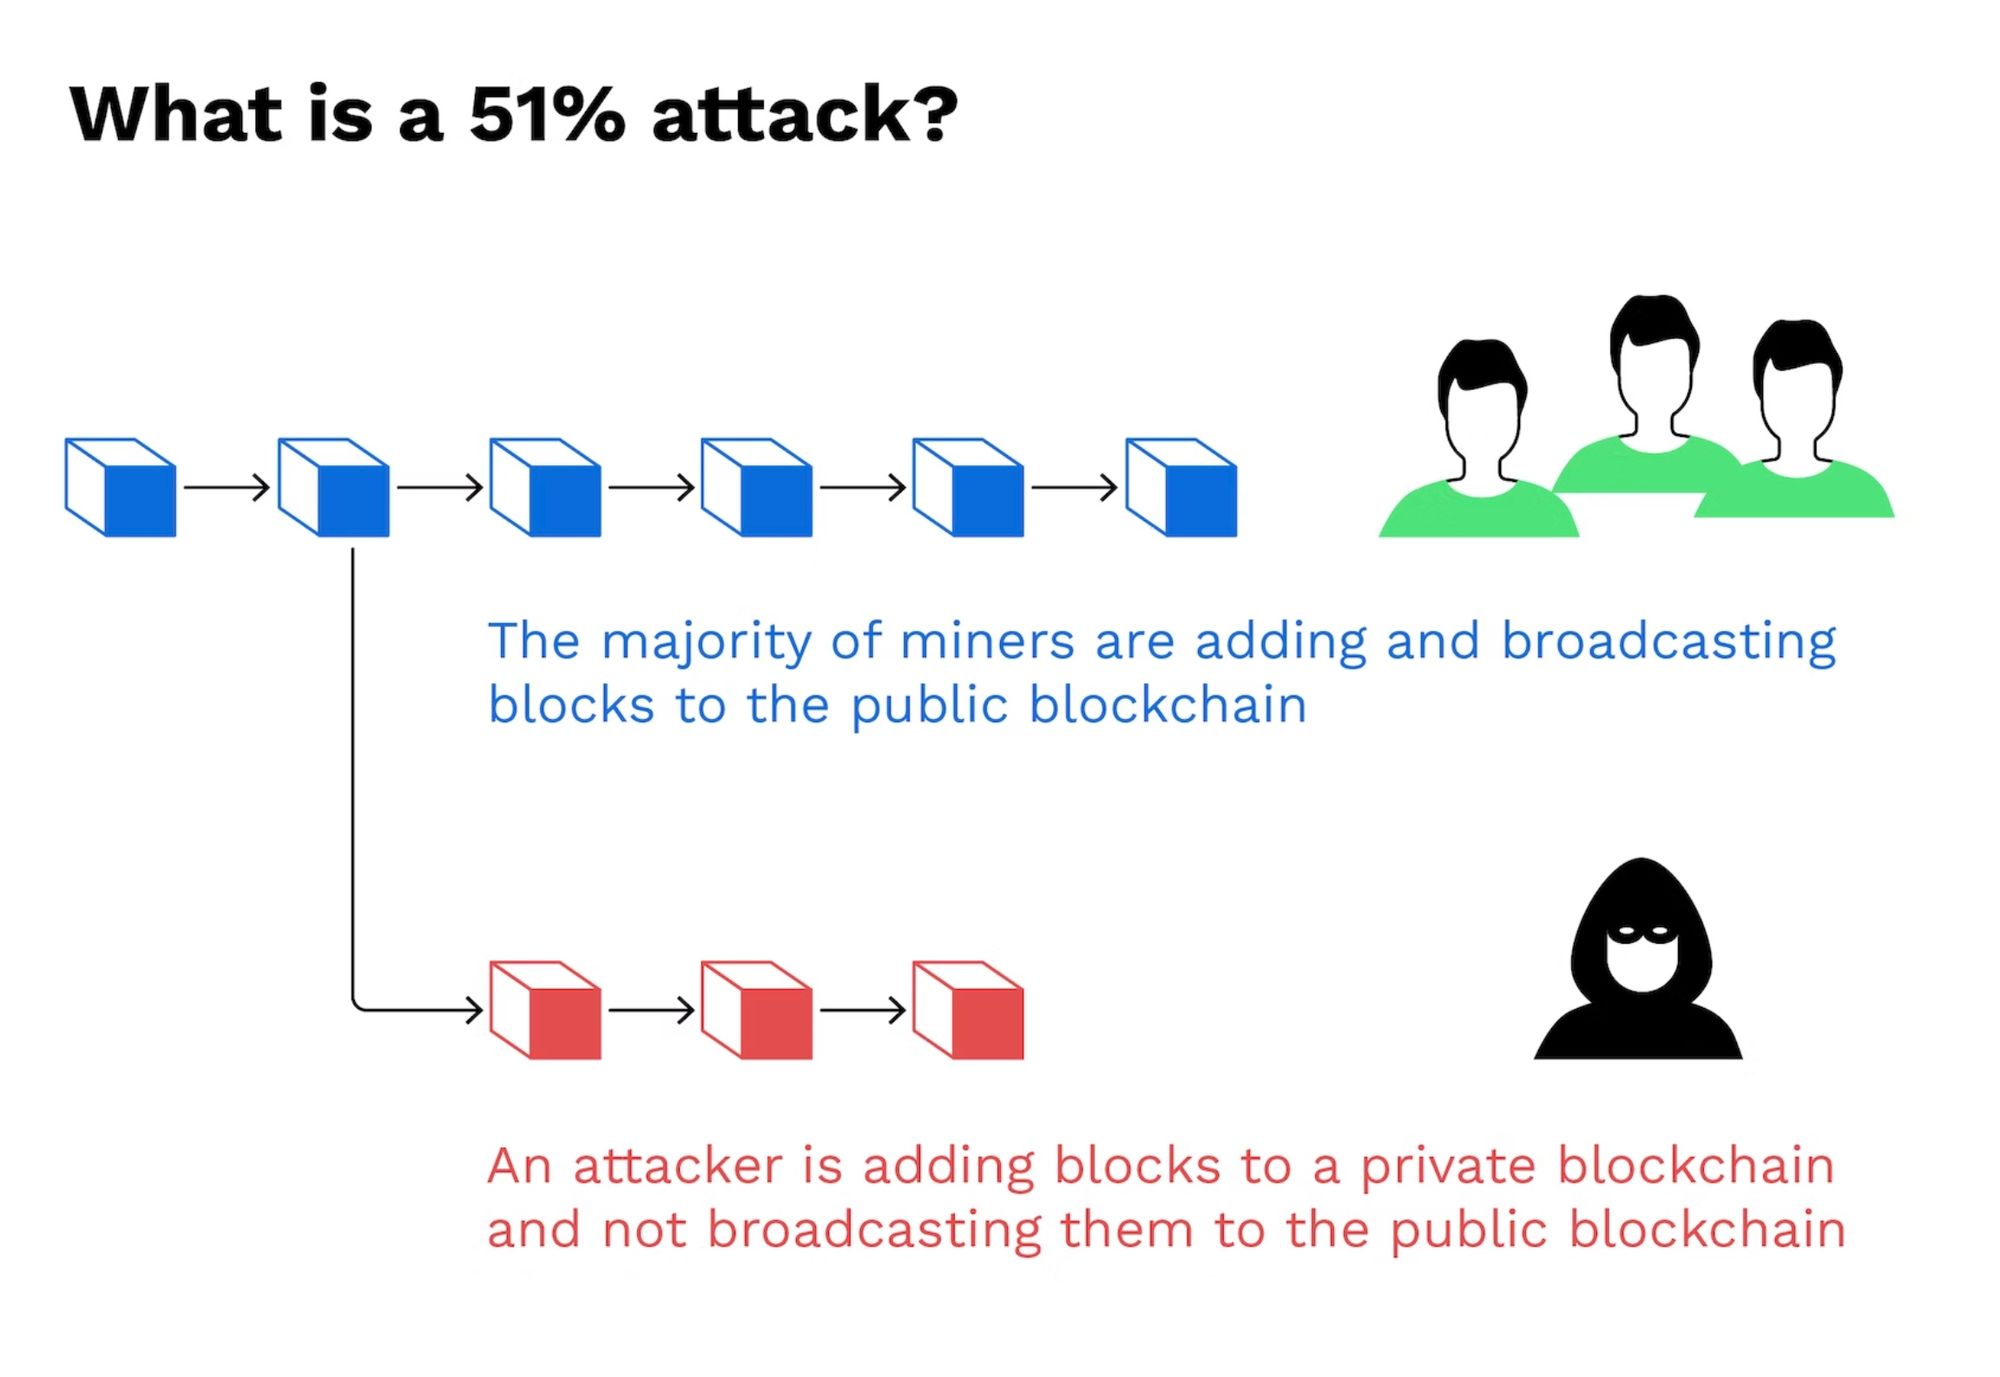 What is a 51% attack?
The majority of miners are adding and broadcasting
blocks to the public blockchain
An attacker is adding blocks to a private blockchain
and not broadcasting them to the public blockchain